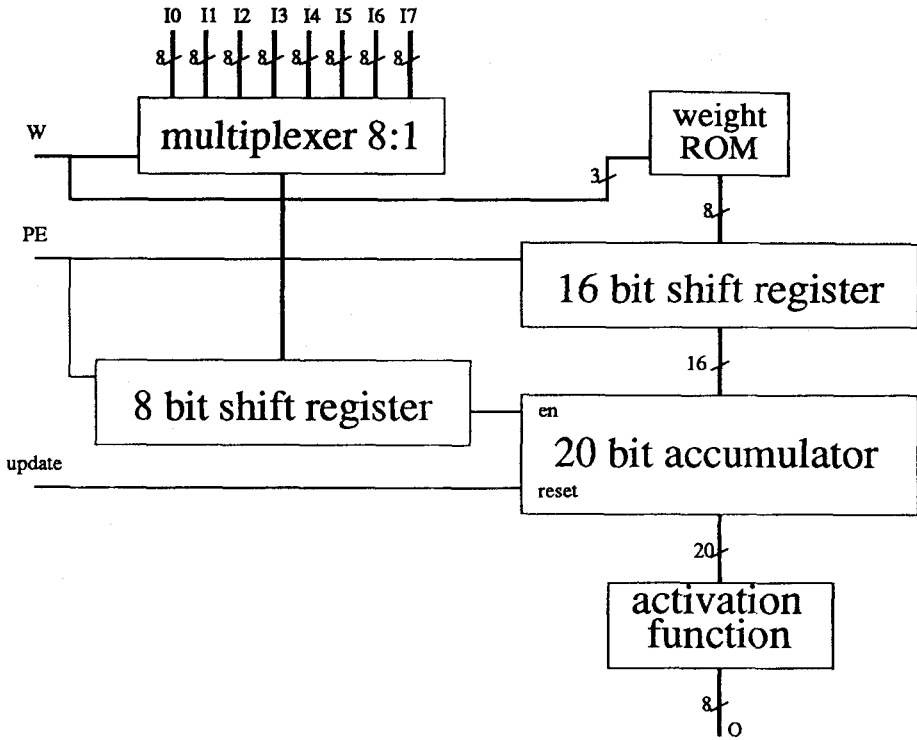 I0 I1 I2 I3 I4 I5 I6 I7
8 8 8 8 8 8 8 8
multiplexer 8:1
weight
ROM
W
3
8
PE
16 bit shift register
16
8 bit shift register
en
20 bit accumulator
update
reset
20
activation
function
8
O